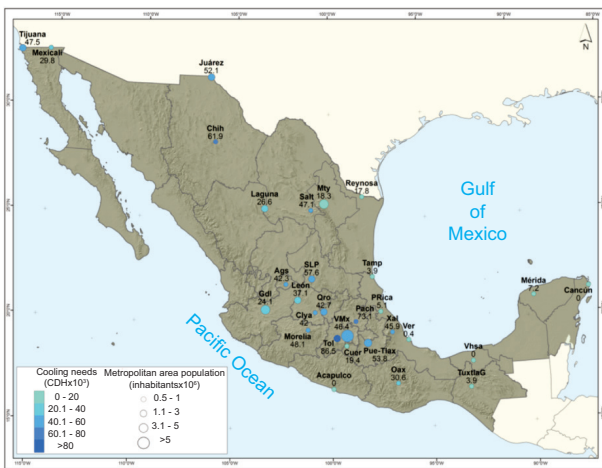 Tijuana
47.5
Mexicali
29.8
Juárez
52.1
N
Chih
61.9
Laguna
26.6
Salt
47.1
Mty
18.3
Reynosa
17.8
Gulf
of
Mexico
Ags
42.3
SLP
57.6
Tamp
3.9
Gdl
24.1
León
37.1
Qro
42.7
PRica
5.1
Mérida
7.2
Cancún
0
Clya
42
VMx
48.4
Pach
73.1
Xal
45.9
Ver
0.4
Morelia
48.1
Tol
86.5
Cuer
19.4
Pue-Tlax
53.8
Vhsa
0
TuxtlaG
3.9
Oax
30.6
Acapulco
0
Pacific Ocean
Cooling needs
(CDHx10³)
0 - 20
20.1 - 40
40.1 - 60
60.1 - 80
>80
Metropolitan area population
(inhabitantsx10⁶)
0.5 - 1
1.1 - 3
3.1 - 5
>5